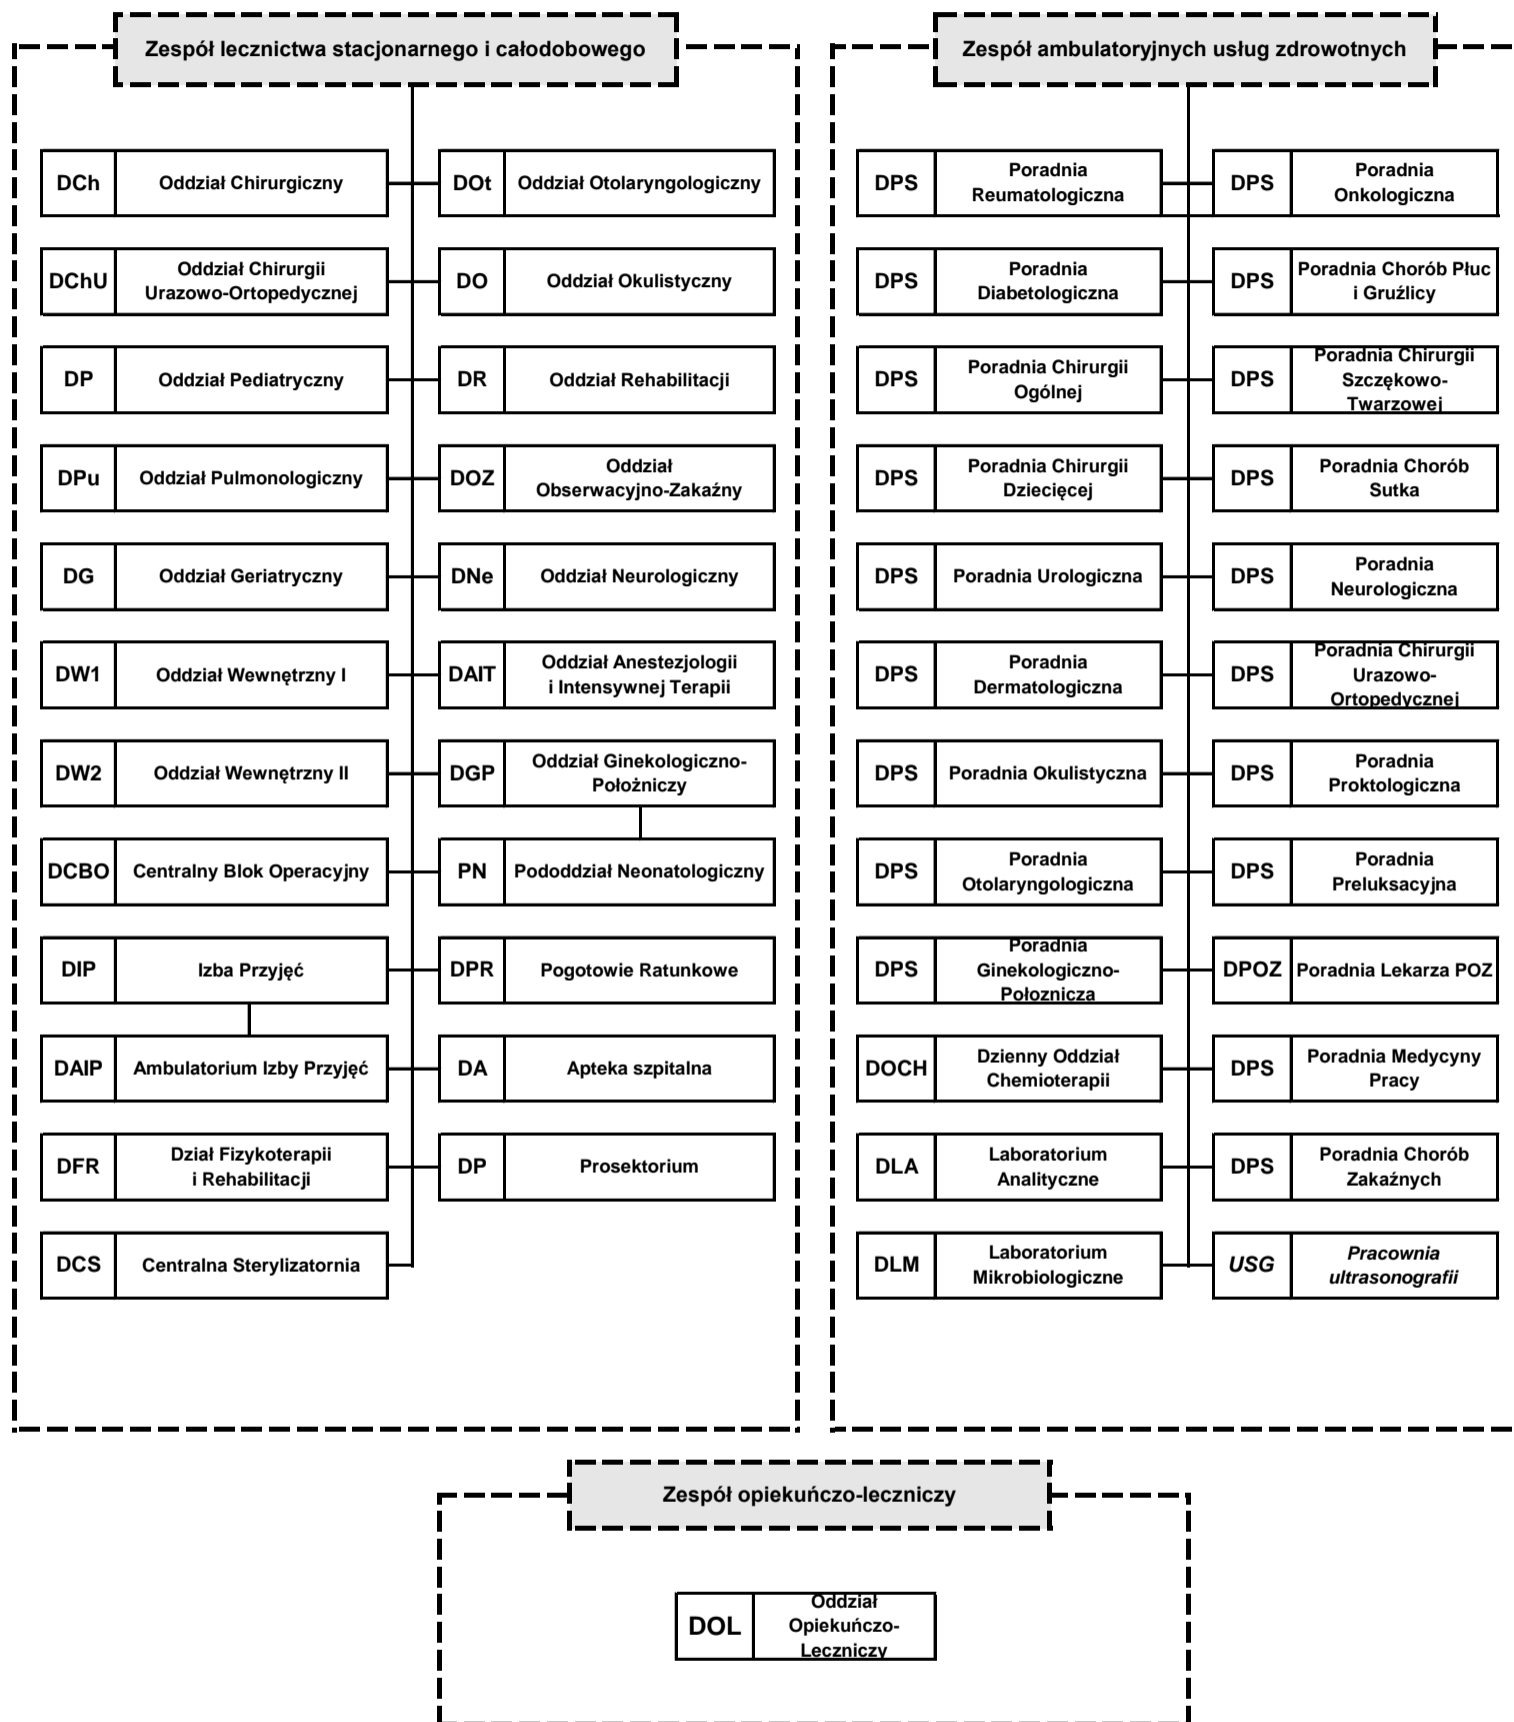 Zespół lecznictwa stacjonarnego i całodobowego
DCh
Oddział Chirurgiczny
DOt
Oddział Otolaryngologiczny
DChU
Oddział Chirurgii
Urazowo-Ortopedycznej
DO
Oddział Okulistyczny
DP
Oddział Pediatryczny
DR
Oddział Rehabilitacji
DPu
Oddział Pulmonologiczny
DOZ
Oddział
Obserwacyjno-Zakaźny
DG
Oddział Geriatryczny
DNe
Oddział Neurologiczny
DW1
Oddział Wewnętrzny I
DAIT
Oddział Anestezjologii
i Intensywnej Terapii
DW2
Oddział Wewnętrzny II
DGP
Oddział Ginekologiczno-
Położniczy
DCBO
Centralny Blok Operacyjny
PN
Pododdział Neonatologiczny
DIP
Izba Przyjęć
DPR
Pogotowie Ratunkowe
DAIP
Ambulatorium Izby Przyjęć
DA
Apteka szpitalna
DFR
Dział Fizykoterapii
i Rehabilitacji
DP
Prosektorium
DCS
Centralna Sterylizatornia
Zespół ambulatoryjnych usług zdrowotnych
DPS
Poradnia
Reumatologiczna
DPS
Poradnia
Onkologiczna
DPS
Poradnia
Diabetologiczna
DPS
Poradnia Chorób Płuc
i Gruźlicy
DPS
Poradnia Chirurgii
Ogólnej
DPS
Poradnia Chirurgii
Szczękowo-
Twarzowej
DPS
Poradnia Chirurgii
Dziecięcej
DPS
Poradnia Chorób
Sutka
DPS
Poradnia Urologiczna
DPS
Poradnia
Neurologiczna
DPS
Poradnia
Dermatologiczna
DPS
Poradnia Chirurgii
Urazowo-
Ortopedycznej
DPS
Poradnia Okulistyczna
DPS
Poradnia
Proktologiczna
DPS
Poradnia
Otolaryngologiczna
DPS
Poradnia
Preluksacyjna
DPS
Poradnia
Ginekologiczno-
Połoznicza
DPOZ
Poradnia Lekarza POZ
DOCH
Dzienny Oddział
Chemioterapii
DPS
Poradnia Medycyny
Pracy
DLA
Laboratorium
Analityczne
DPS
Poradnia Chorób
Zakaźnych
DLM
Laboratorium
Mikrobiologiczne
USG
Pracownia
ultrasonografii
Zespół opiekuńczo-leczniczy
DOL
Oddział
Opiekuńczo-
Leczniczy